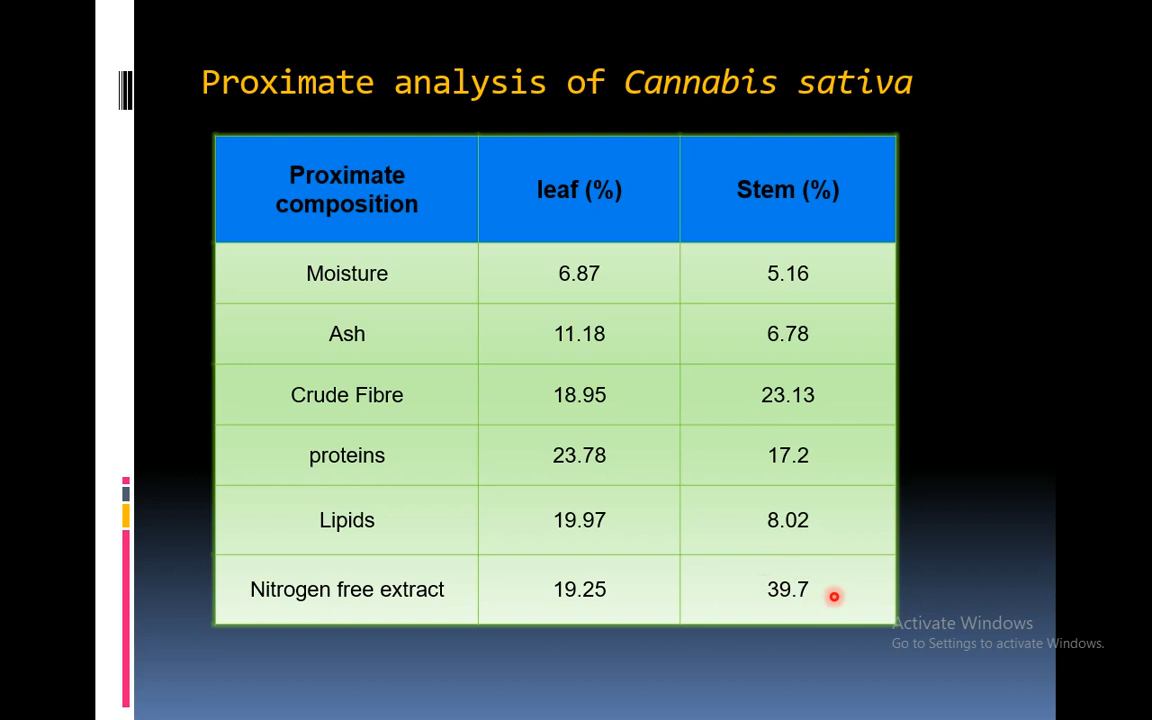 Proximate analysis of Cannabis sativa
Proximate
composition
leaf (%)
Stem (%)
Moisture
6.87
5.16
Ash
11.18
6.78
Crude Fibre
18.95
23.13
proteins
23.78
17.2
Lipids
19.97
8.02
Nitrogen free extract
19.25
39.7
Activate Windows
Go to Settings to activate Windows.